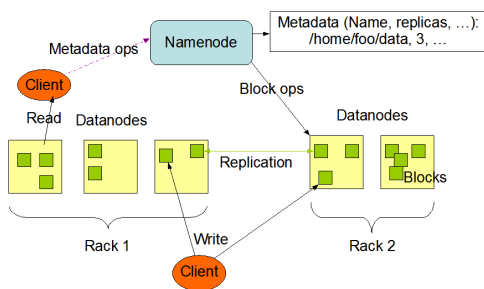 Metadata (Name, replicas, …):
/home/foo/data, 3, …
Namenode
Metadata ops
Client
Block ops
Read
Datanodes
Datanodes
Replication
Blocks
Rack 1
Write
Rack 2
Client